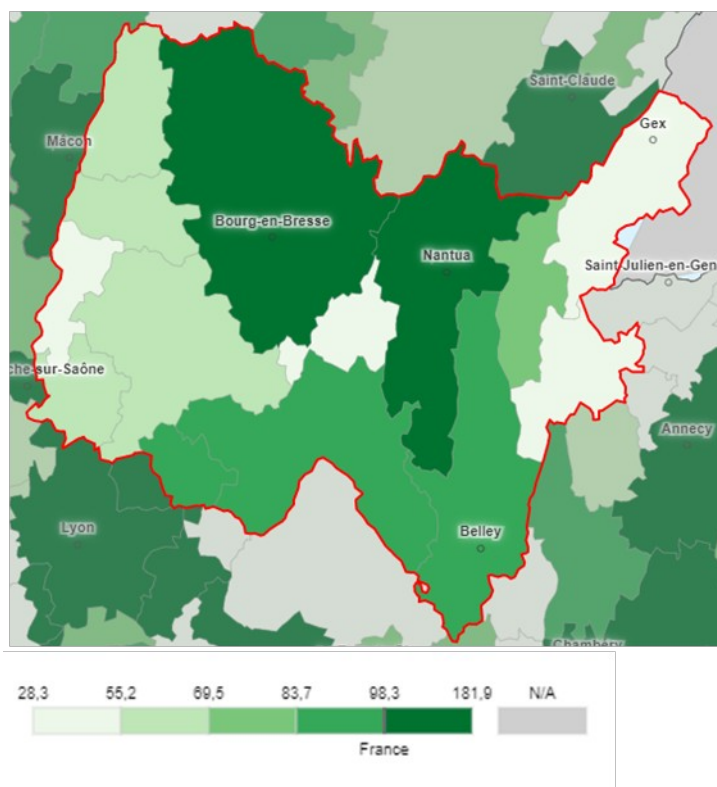 Saint-Claude
Gex
Mâcon
Bourg-en-Bresse
Nantua
Saint-Julien-en-Gen
che-sur-Saône
Annecy
Lyon
Belley
Chambéry
28,3 55,2 69,5 83,7 98,3 181,9 N/A
France